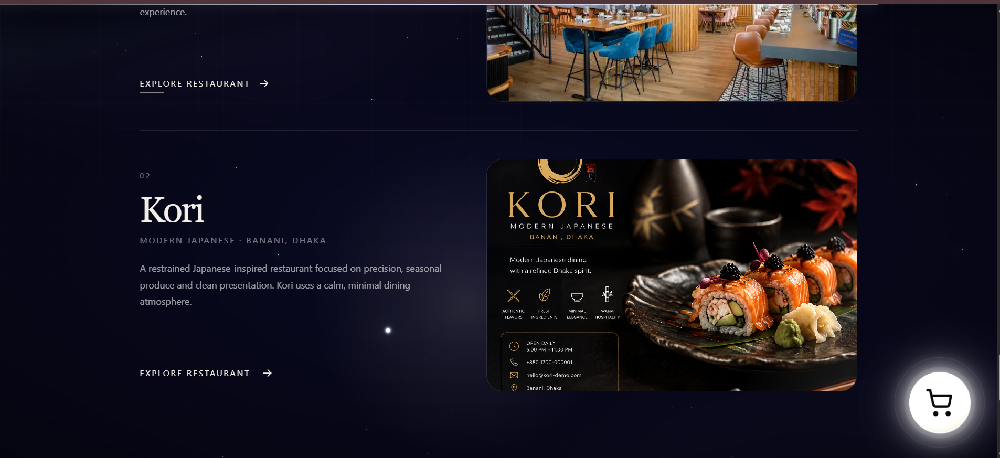 experience.
EXPLORE RESTAURANT
02
Kori
MODERN JAPANESE · BANANI, DHAKA
A restrained Japanese-inspired restaurant focused on precision, seasonal
produce and clean presentation. Kori uses a calm, minimal dining
atmosphere.
EXPLORE RESTAURANT
織り
KORI
MODERN JAPANESE
BANANI, DHAKA
Modern Japanese dining
with a refined Dhaka spirit.
AUTHENTIC
FLAVORS
FRESH
INGREDIENTS
MINIMAL
ELEGANCE
WARM
HOSPITALITY
OPEN DAILY
6:00 PM – 11:00 PM
+880 1700-000001
hello@kori-demo.com
Banani, Dhaka